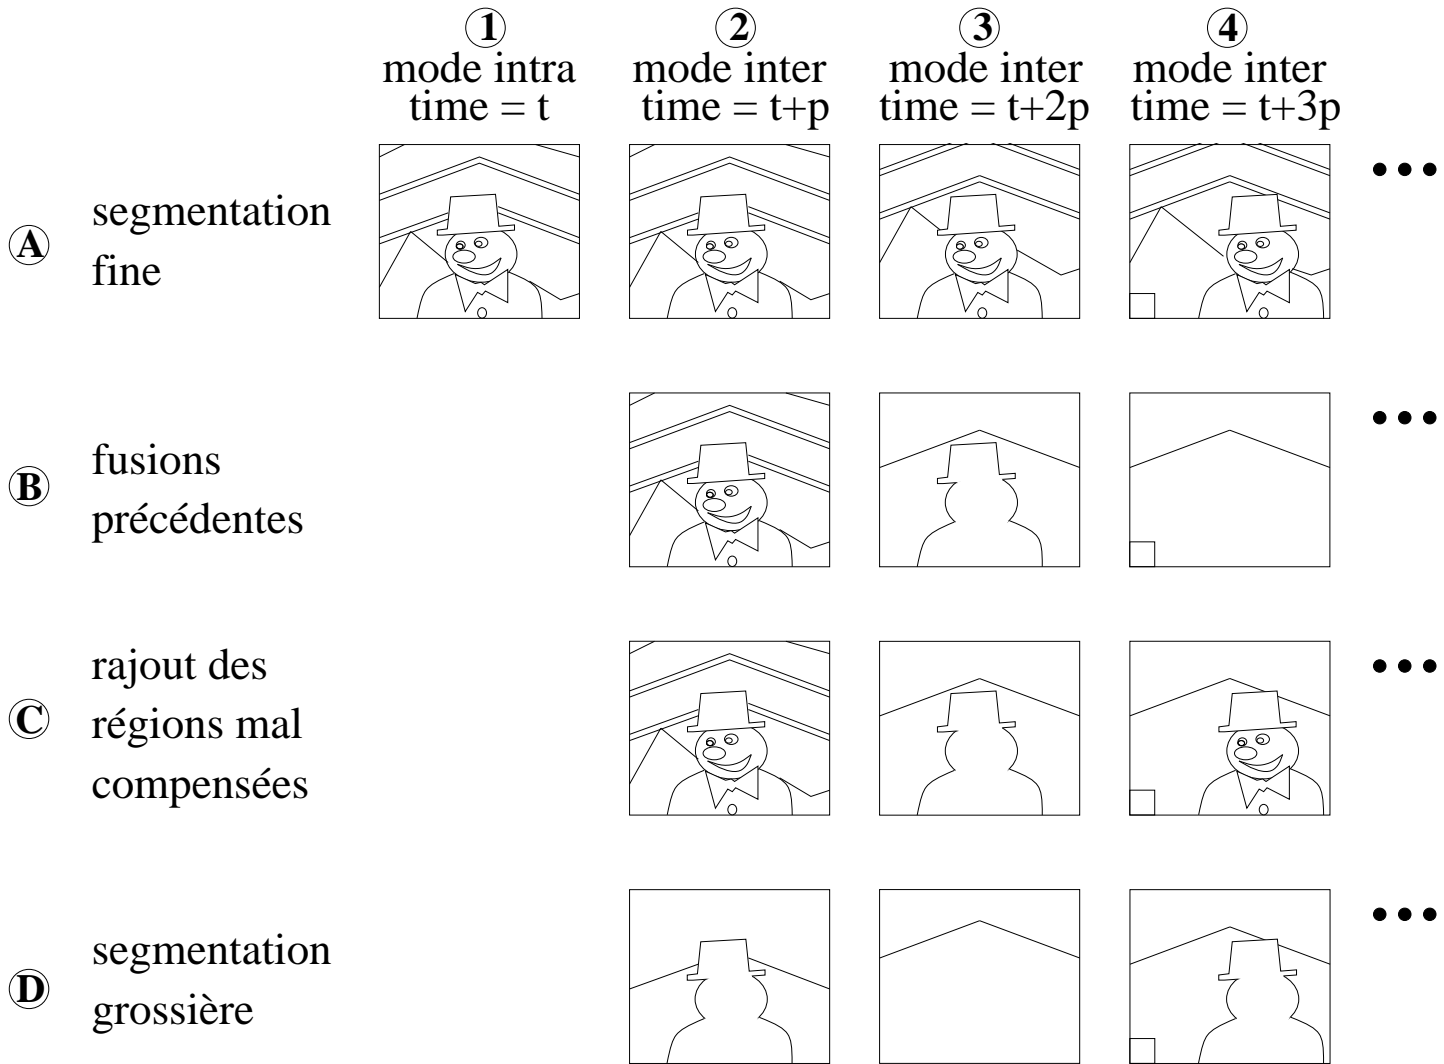 1 2 3 4
mode intra mode inter mode inter mode inter
time = t time = t+p time = t+2p time = t+3p
A segmentation
fine
B fusions
précédentes
C rajout des
régions mal
compensées
D segmentation
grossière